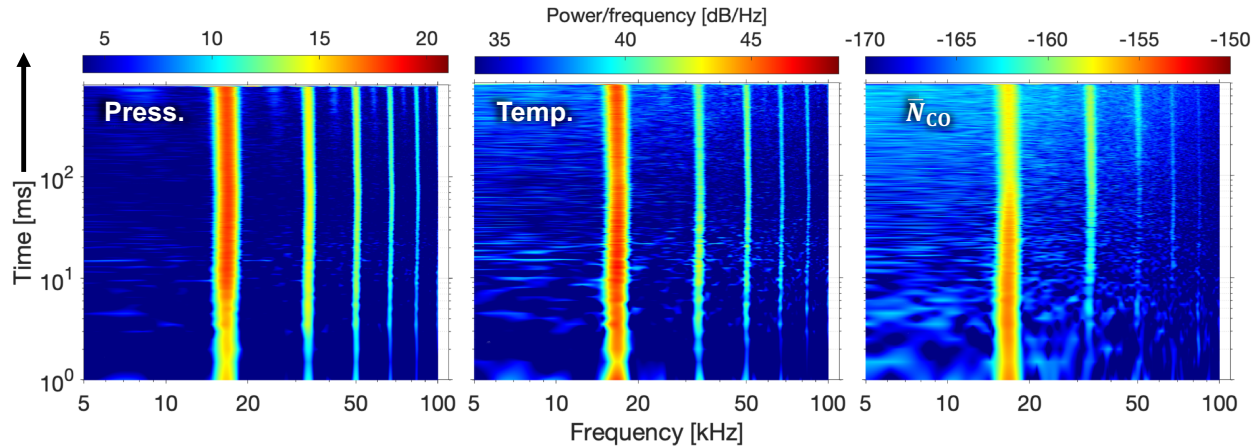 Power/frequency [dB/Hz]
5 10 15 20
35 40 45
-170 -165 -160 -155 -150
Press.
Temp.
N̄CO
Time [ms]
10²
10¹
10⁰
5 10 20 50 100
5 10 20 50 100
5 10 20 50 100
Frequency [kHz]